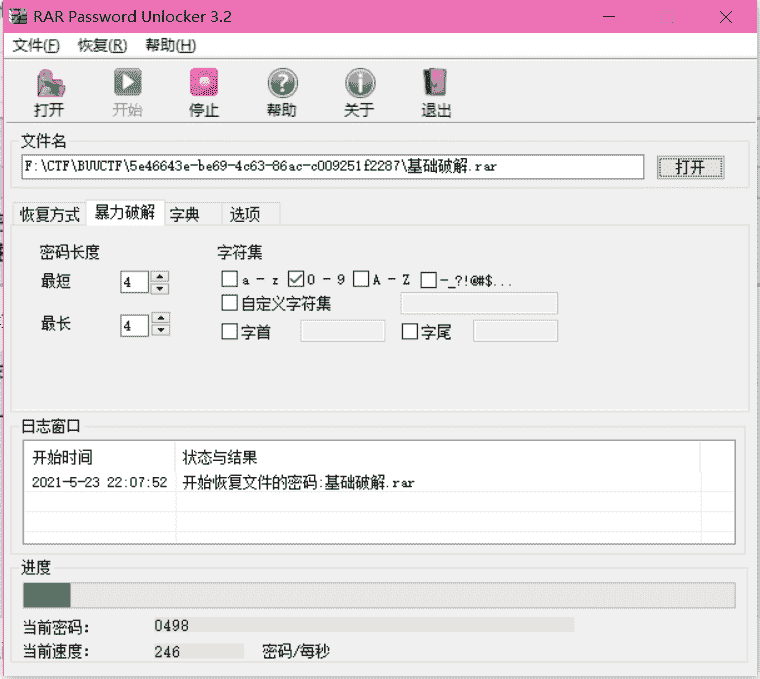 RAR Password Unlocker 3.2
文件(F) 恢复(R) 帮助(H)
打开 开始 停止 帮助 关于 退出
文件名
F:\CTF\BUUCTF\5e46643e-be69-4c63-86ac-c009251f2287\基础破解.rar 打开
恢复方式 暴力破解 字典 选项
密码长度 字符集
最短 4 a - z 0 - 9 A - Z -_?!@#$...
自定义字符集
最长 4 字首 字尾
日志窗口
开始时间 状态与结果
2021-5-23 22:07:52 开始恢复文件的密码:基础破解.rar
进度
当前密码: 0498
当前速度: 246 密码/每秒